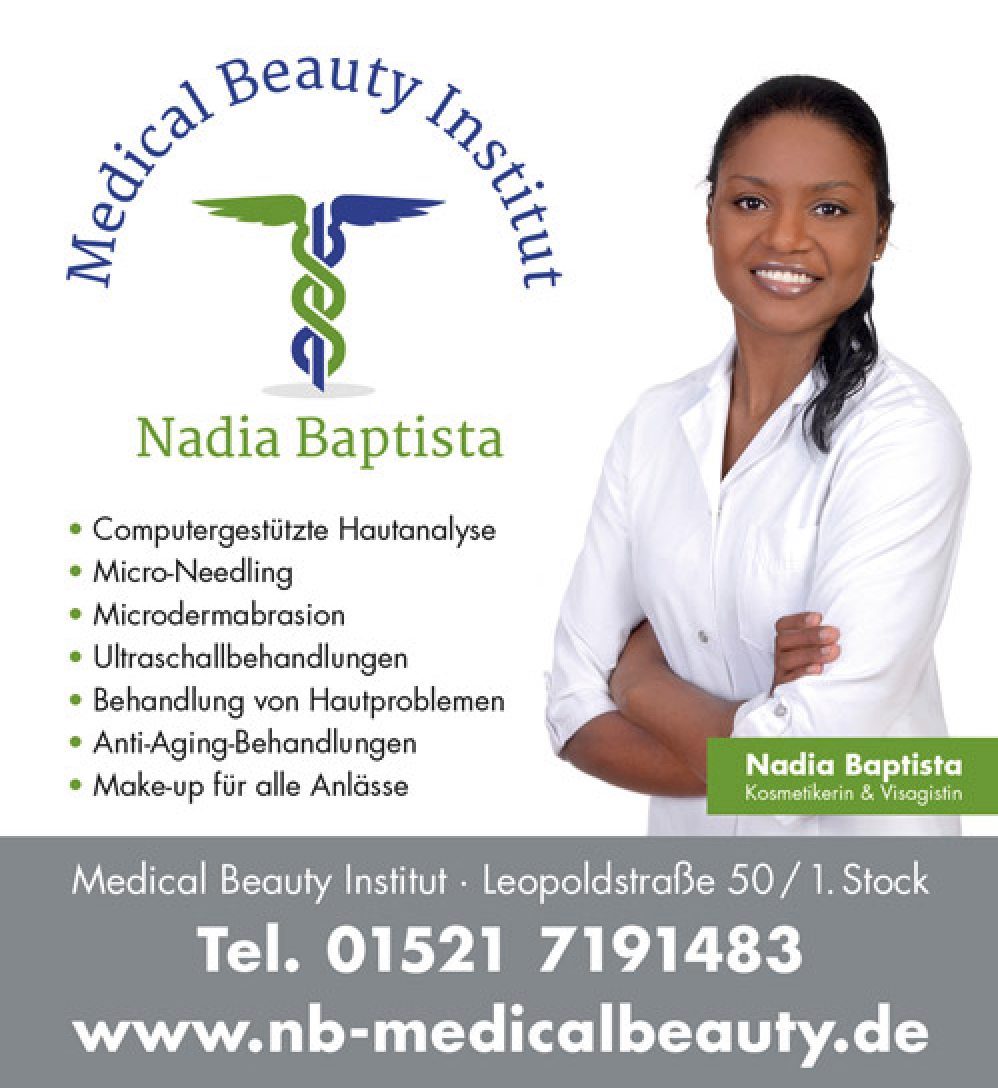 Medical Beauty Institut
Nadia Baptista
• Computergestützte Hautanalyse
• Micro-Needling
• Microdermabrasion
• Ultraschallbehandlungen
• Behandlung von Hautproblemen
• Anti-Aging-Behandlungen
• Make-up für alle Anlässe
Nadia Baptista
Kosmetikerin & Visagistin
Medical Beauty Institut · Leopoldstraße 50 / 1. Stock
Tel. 01521 7191483
www.nb-medicalbeauty.de